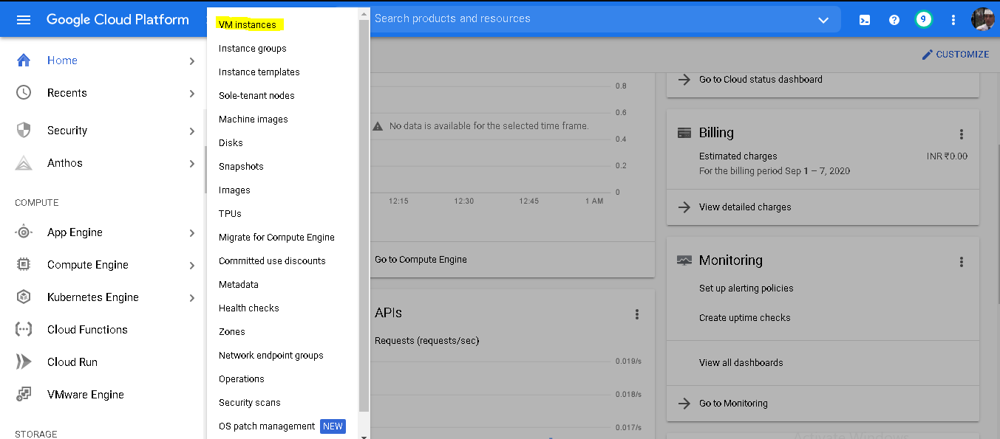 Google Cloud Platform
Search products and resources
9
Home
Recents
Security
Anthos
COMPUTE
App Engine
Compute Engine
Kubernetes Engine
Cloud Functions
Cloud Run
VMware Engine
STORAGE
VM instances
Instance groups
Instance templates
Sole-tenant nodes
Machine images
Disks
Snapshots
Images
TPUs
Migrate for Compute Engine
Committed use discounts
Metadata
Health checks
Zones
Network endpoint groups
Operations
Security scans
OS patch management NEW
CUSTOMIZE
0.8
0.6
No data is available for the selected time frame.
0.4
0.2
0
12:15 12:30 12:45 1 AM
Go to Compute Engine
APIs
Requests (requests/sec)
0.019/s
0.018/s
0.017/s
Go to Cloud status dashboard
Billing
Estimated charges INR ₹0.00
For the billing period Sep 1 – 7, 2020
View detailed charges
Monitoring
Set up alerting policies
Create uptime checks
View all dashboards
Go to Monitoring
Activate Windows